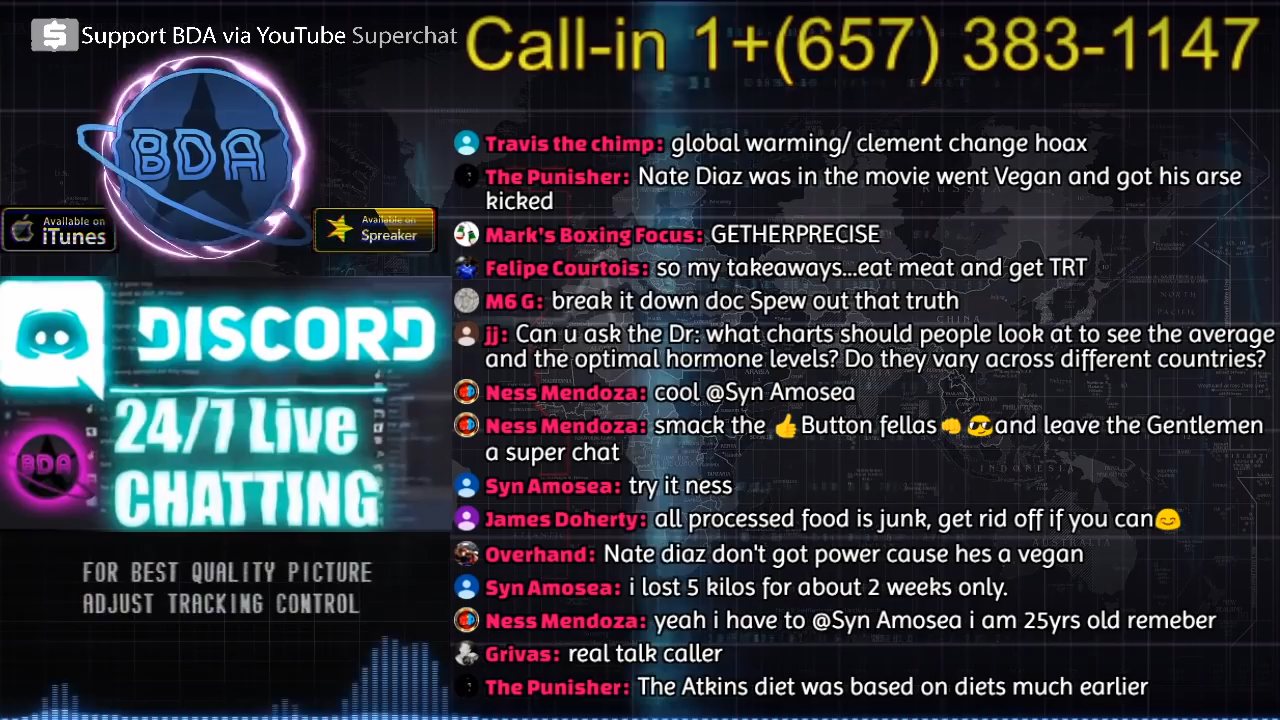 Support BDA via YouTube Superchat
Call-in 1+(657) 383-1147
BDA
Available on
iTunes
Available on
Spreaker
DISCORD
24/7 Live
CHATTING
BDA
FOR BEST QUALITY PICTURE
ADJUST TRACKING CONTROL
Travis the chimp: global warming/ clement change hoax
The Punisher: Nate Diaz was in the movie went Vegan and got his arse
kicked
Mark's Boxing Focus: GETHERPRECISE
Felipe Courtois: so my takeaways...eat meat and get TRT
M6 G: break it down doc Spew out that truth
jj: Can u ask the Dr: what charts should people look at to see the average
and the optimal hormone levels? Do they vary across different countries?
Ness Mendoza: cool @Syn Amosea
Ness Mendoza: smack the 👍Button fellas👊😎and leave the Gentlemen
a super chat
Syn Amosea: try it ness
James Doherty: all processed food is junk, get rid off if you can😊
Overhand: Nate diaz don't got power cause hes a vegan
Syn Amosea: i lost 5 kilos for about 2 weeks only.
Ness Mendoza: yeah i have to @Syn Amosea i am 25yrs old remeber
Grivas: real talk caller
The Punisher: The Atkins diet was based on diets much earlier
RUSSIA
CHINA
INDONESIA
AUSTRALIA